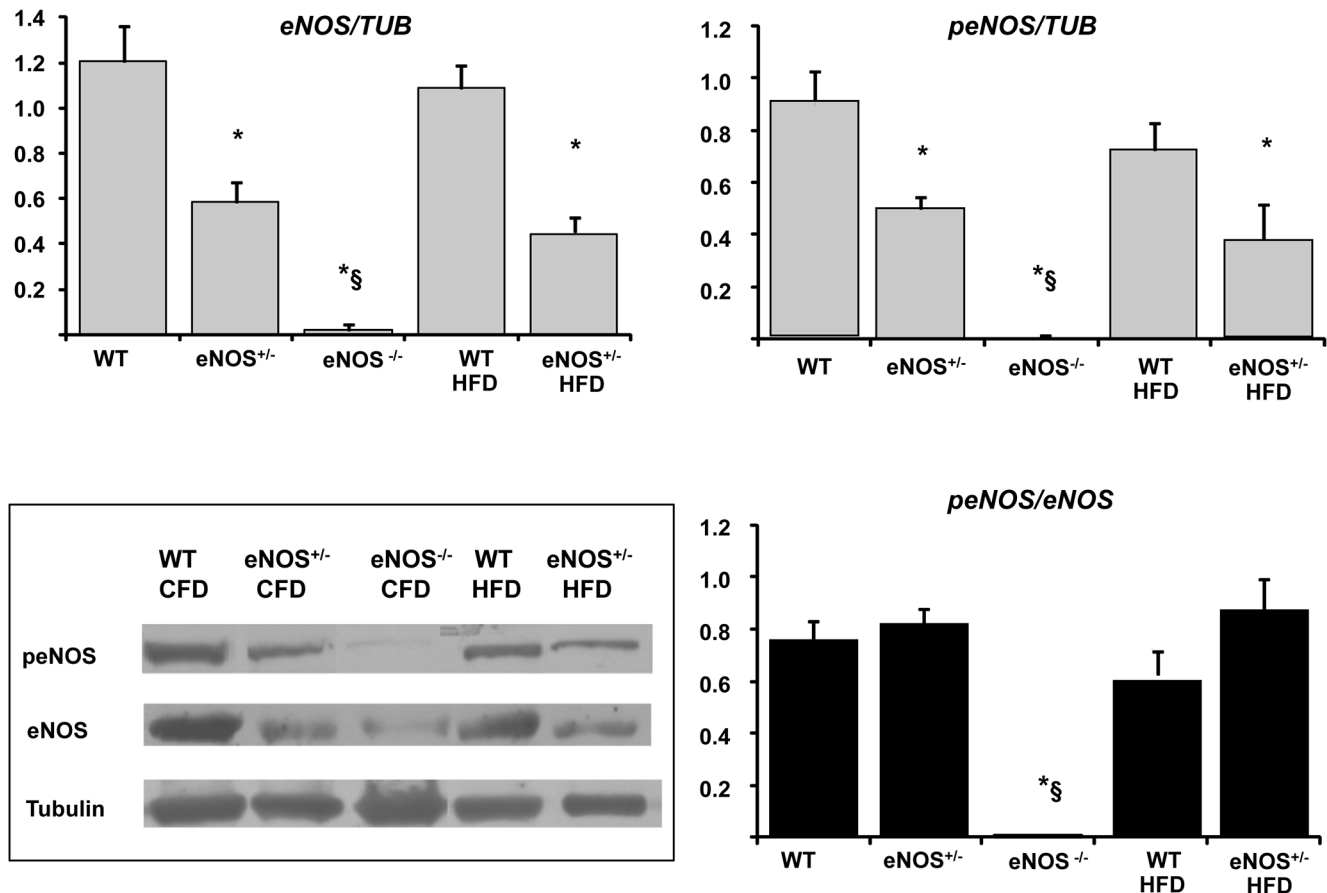 eNOS/TUB
1.4
1.2
1.0
0.8
0.6
0.4
0.2
*
*§
*
WT
eNOS+/-
eNOS -/-
WT
HFD
eNOS+/-
HFD
peNOS/TUB
1.2
1.0
0.8
0.6
0.4
0.2
*
*§
*
WT
eNOS+/-
eNOS-/-
WT
HFD
eNOS+/-
HFD
WT
CFD
eNOS+/-
CFD
eNOS-/-
CFD
WT
HFD
eNOS+/-
HFD
peNOS
eNOS
Tubulin
peNOS/eNOS
1.2
1.0
0.8
0.6
0.4
0.2
*§
WT
eNOS+/-
eNOS -/-
WT
HFD
eNOS+/-
HFD